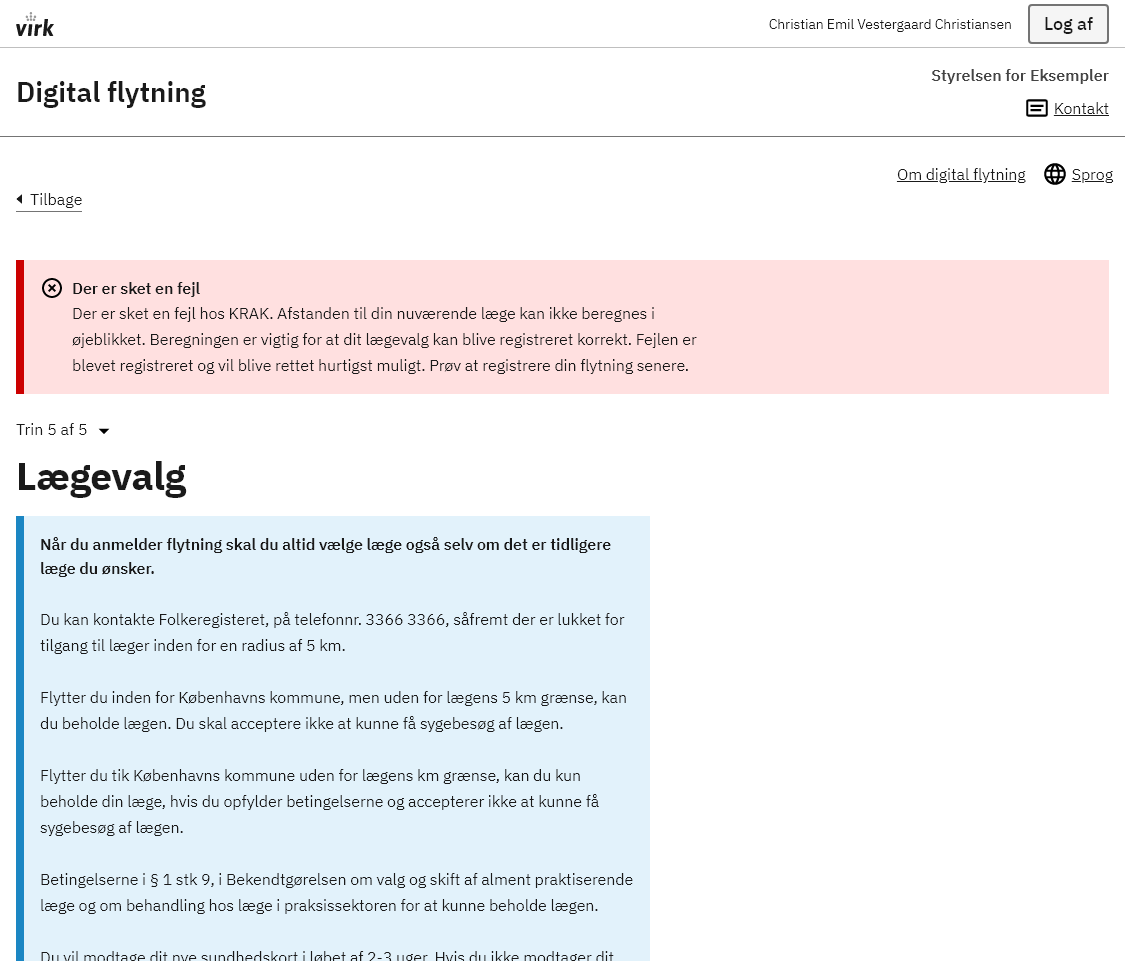 virk
Christian Emil Vestergaard Christiansen
Log af
Digital flytning
Styrelsen for Eksempler
Kontakt
Om digital flytning
Sprog
Tilbage
Der er sket en fejl
Der er sket en fejl hos KRAK. Afstanden til din nuværende læge kan ikke beregnes i
øjeblikket. Beregningen er vigtig for at dit lægevalg kan blive registreret korrekt. Fejlen er
blevet registreret og vil blive rettet hurtigst muligt. Prøv at registrere din flytning senere.
Trin 5 af 5
Lægevalg
Når du anmelder flytning skal du altid vælge læge også selv om det er tidligere
læge du ønsker.
Du kan kontakte Folkeregisteret, på telefonnr. 3366 3366, såfremt der er lukket for
tilgang til læger inden for en radius af 5 km.
Flytter du inden for Københavns kommune, men uden for lægens 5 km grænse, kan
du beholde lægen. Du skal acceptere ikke at kunne få sygebesøg af lægen.
Flytter du tik Københavns kommune uden for lægens km grænse, kan du kun
beholde din læge, hvis du opfylder betingelserne og accepterer ikke at kunne få
sygebesøg af lægen.
Betingelserne i § 1 stk 9, i Bekendtgørelsen om valg og skift af alment praktiserende
læge og om behandling hos læge i praksissektoren for at kunne beholde lægen.
Du vil modtage dit nye sundhedskort i løbet af 2-3 uger. Hvis du ikke modtager dit